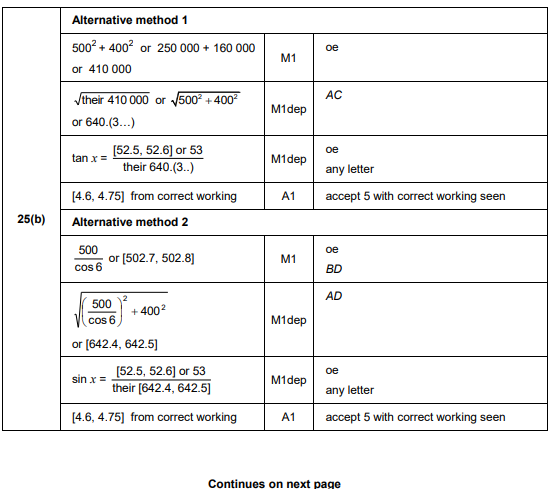 Alternative method 1
500² + 400² or 250 000 + 160 000
or 410 000
M1
oe
√their 410 000 or √500² + 400²
or 640.(3…)
M1dep
AC
tan x = [52.5, 52.6] or 53 / their 640.(3..)
M1dep
oe
any letter
[4.6, 4.75] from correct working
A1
accept 5 with correct working seen
25(b)
Alternative method 2
500 / cos 6 or [502.7, 502.8]
M1
oe
BD
√(500 / cos 6)² + 400²
or [642.4, 642.5]
M1dep
AD
sin x = [52.5, 52.6] or 53 / their [642.4, 642.5]
M1dep
oe
any letter
[4.6, 4.75] from correct working
A1
accept 5 with correct working seen
Continues on next page